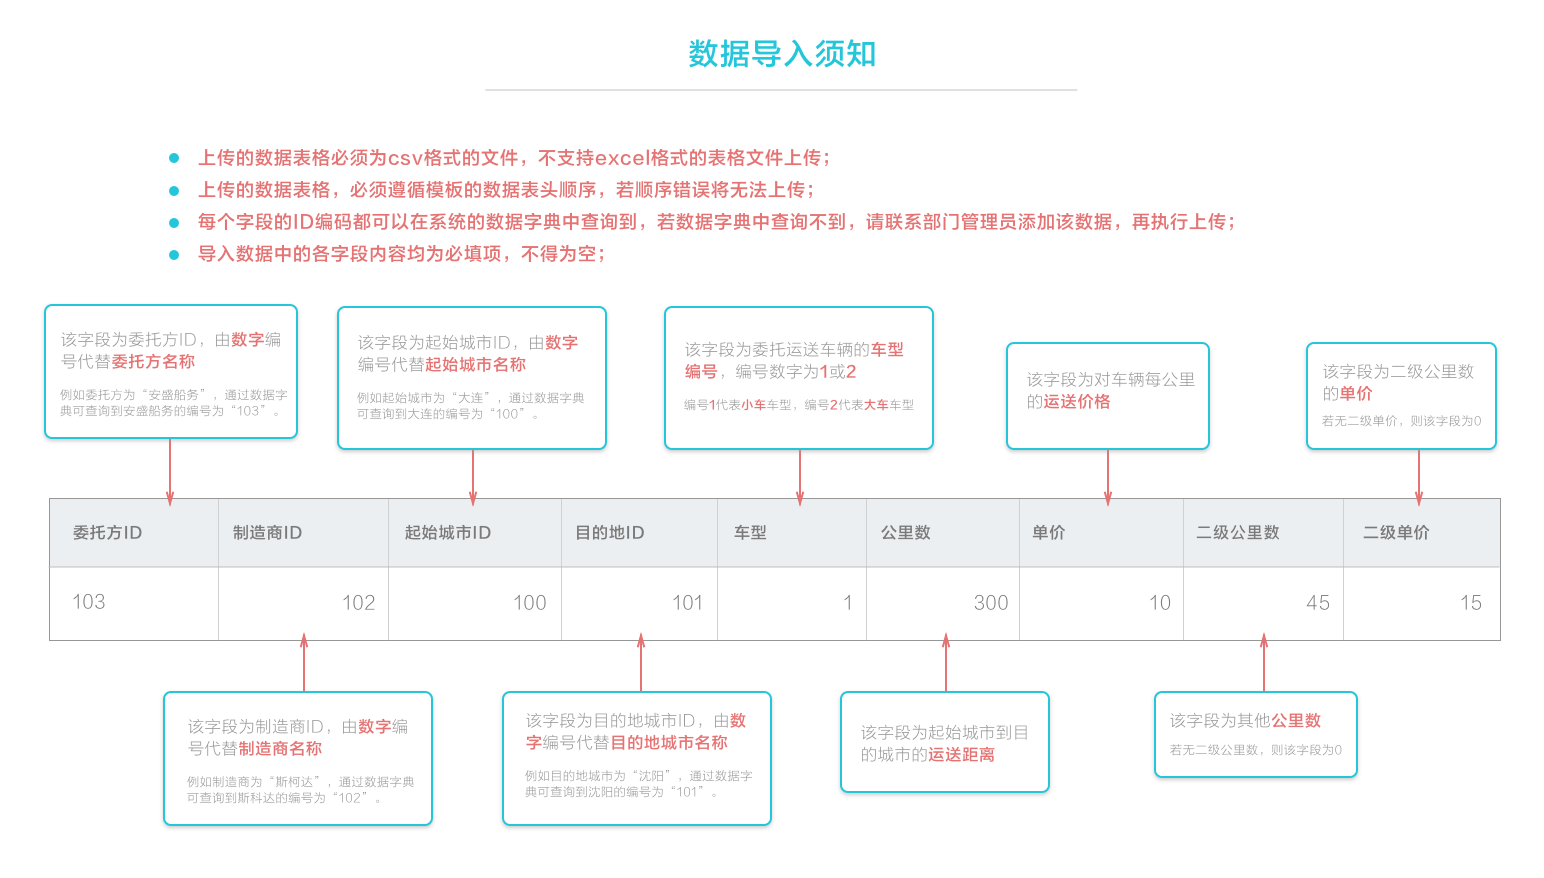 数据导入须知
上传的数据表格必须为csv格式的文件，不支持excel格式的表格文件上传；
上传的数据表格，必须遵循模板的数据表头顺序，若顺序错误将无法上传；
每个字段的ID编码都可以在系统的数据字典中查询到，若数据字典中查询不到，请联系部门管理员添加该数据，再执行上传；
导入数据中的各字段内容均为必填项，不得为空；
该字段为委托方ID，由数字编
号代替委托方名称
例如委托方为“安盛船务”，通过数据字
典可查询到安盛船务的编号为“103”。
该字段为起始城市ID，由数字
编号代替起始城市名称
例如起始城市为“大连”，通过数据字典
可查询到大连的编号为“100”。
该字段为委托运送车辆的车型
编号，编号数字为1或2
编号1代表小车车型，编号2代表大车车型
该字段为对车辆每公里
的运送价格
该字段为二级公里数
的单价
若无二级单价，则该字段为0
委托方ID 制造商ID 起始城市ID 目的地ID 车型 公里数 单价 二级公里数 二级单价
103 102 100 101 1 300 10 45 15
该字段为制造商ID，由数字编
号代替制造商名称
例如制造商为“斯柯达”，通过数据字典
可查询到斯科达的编号为“102”。
该字段为目的地城市ID，由数
字编号代替目的地城市名称
例如目的地城市为“沈阳”，通过数据字
典可查询到沈阳的编号为“101”。
该字段为起始城市到目
的城市的运送距离
该字段为其他公里数
若无二级公里数，则该字段为0